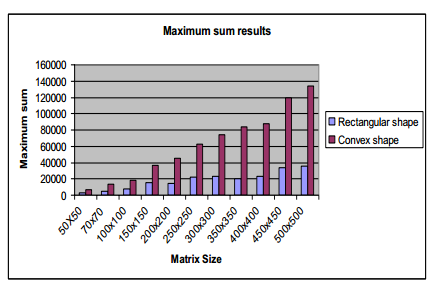 Maximum sum results
160000
140000
120000
100000
80000
60000
40000
20000
0
Maximum sum
50X50
70x70
100x100
150x150
200x200
250x250
300x300
350x350
400x400
450x450
500x500
Matrix Size
Rectangular shape
Convex shape